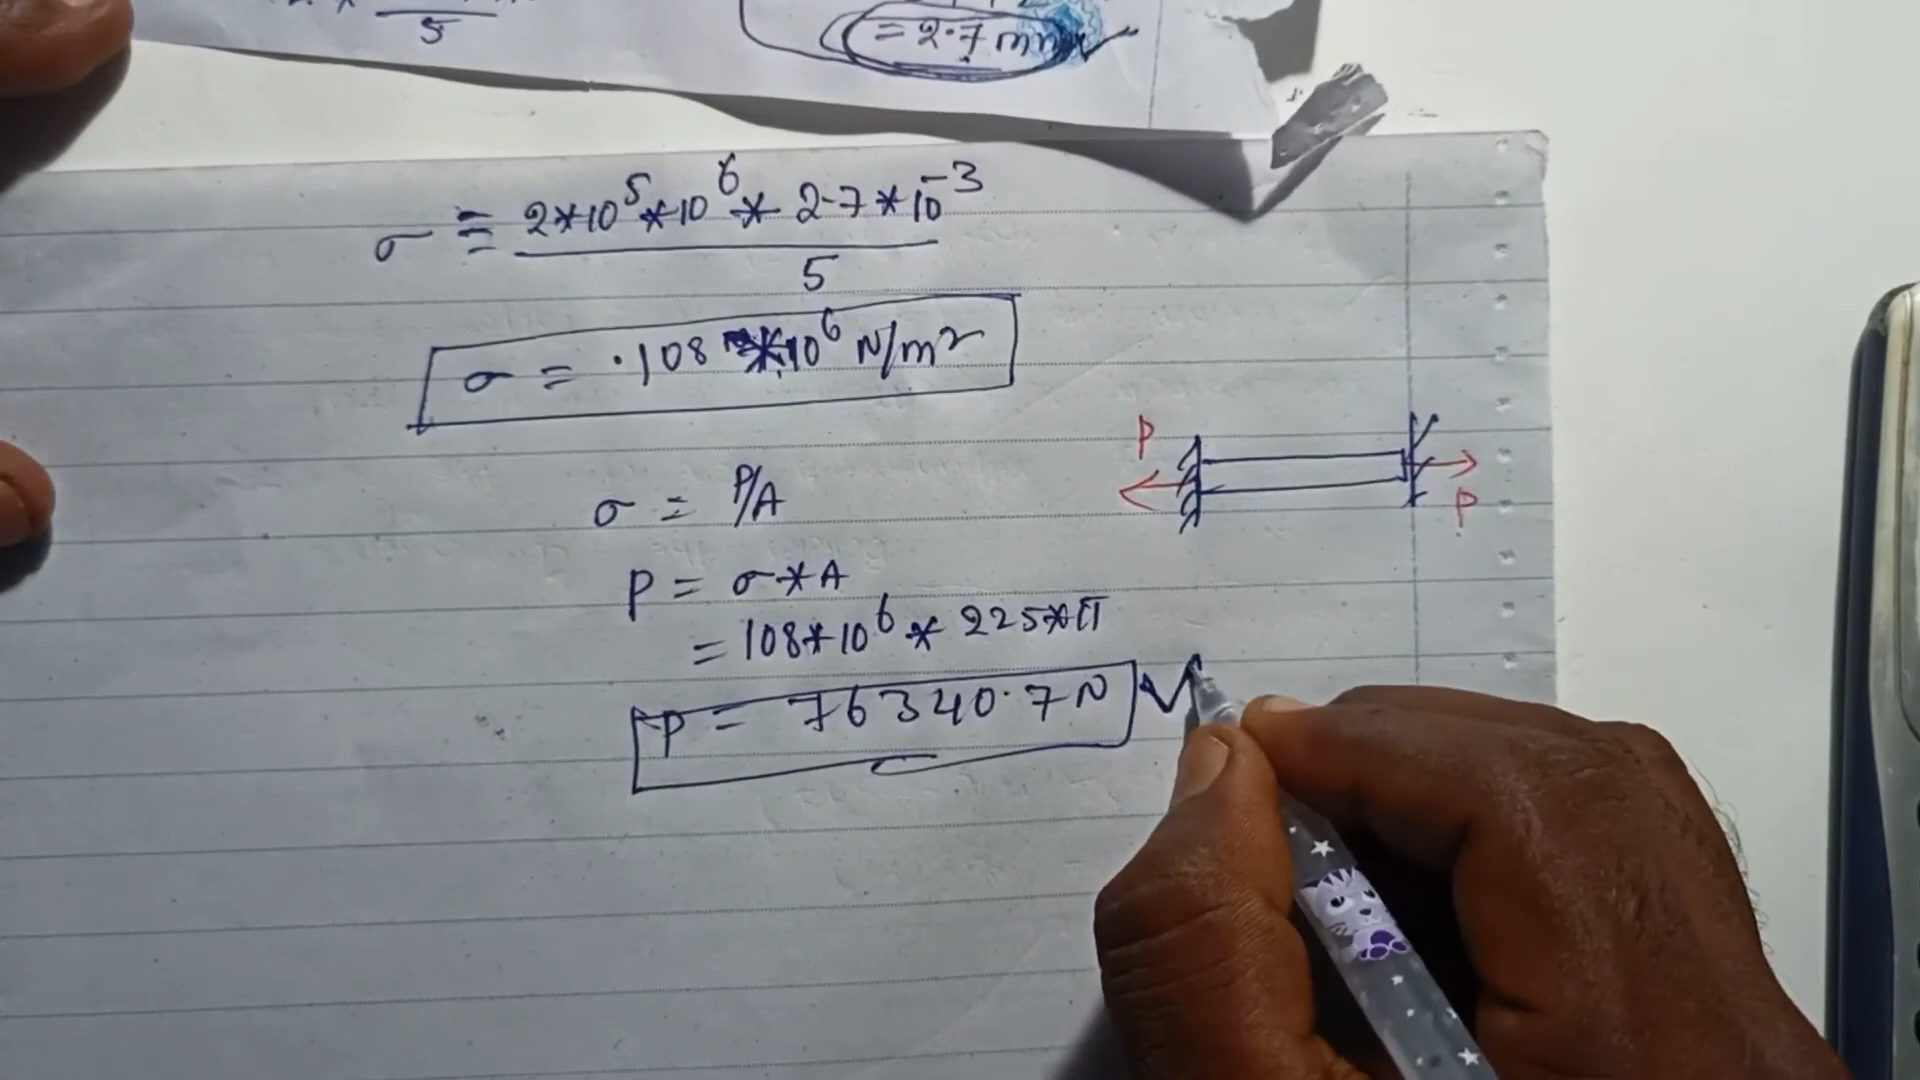 5
= 2.7 mm
σ = 2*10^5*10^6 * 2.7*10^-3
5
σ = .108 *10^6 N/m2
P
σ = P/A
P
P = σ*A
= 108*10^6 * 225*π
P = 76340.7 N